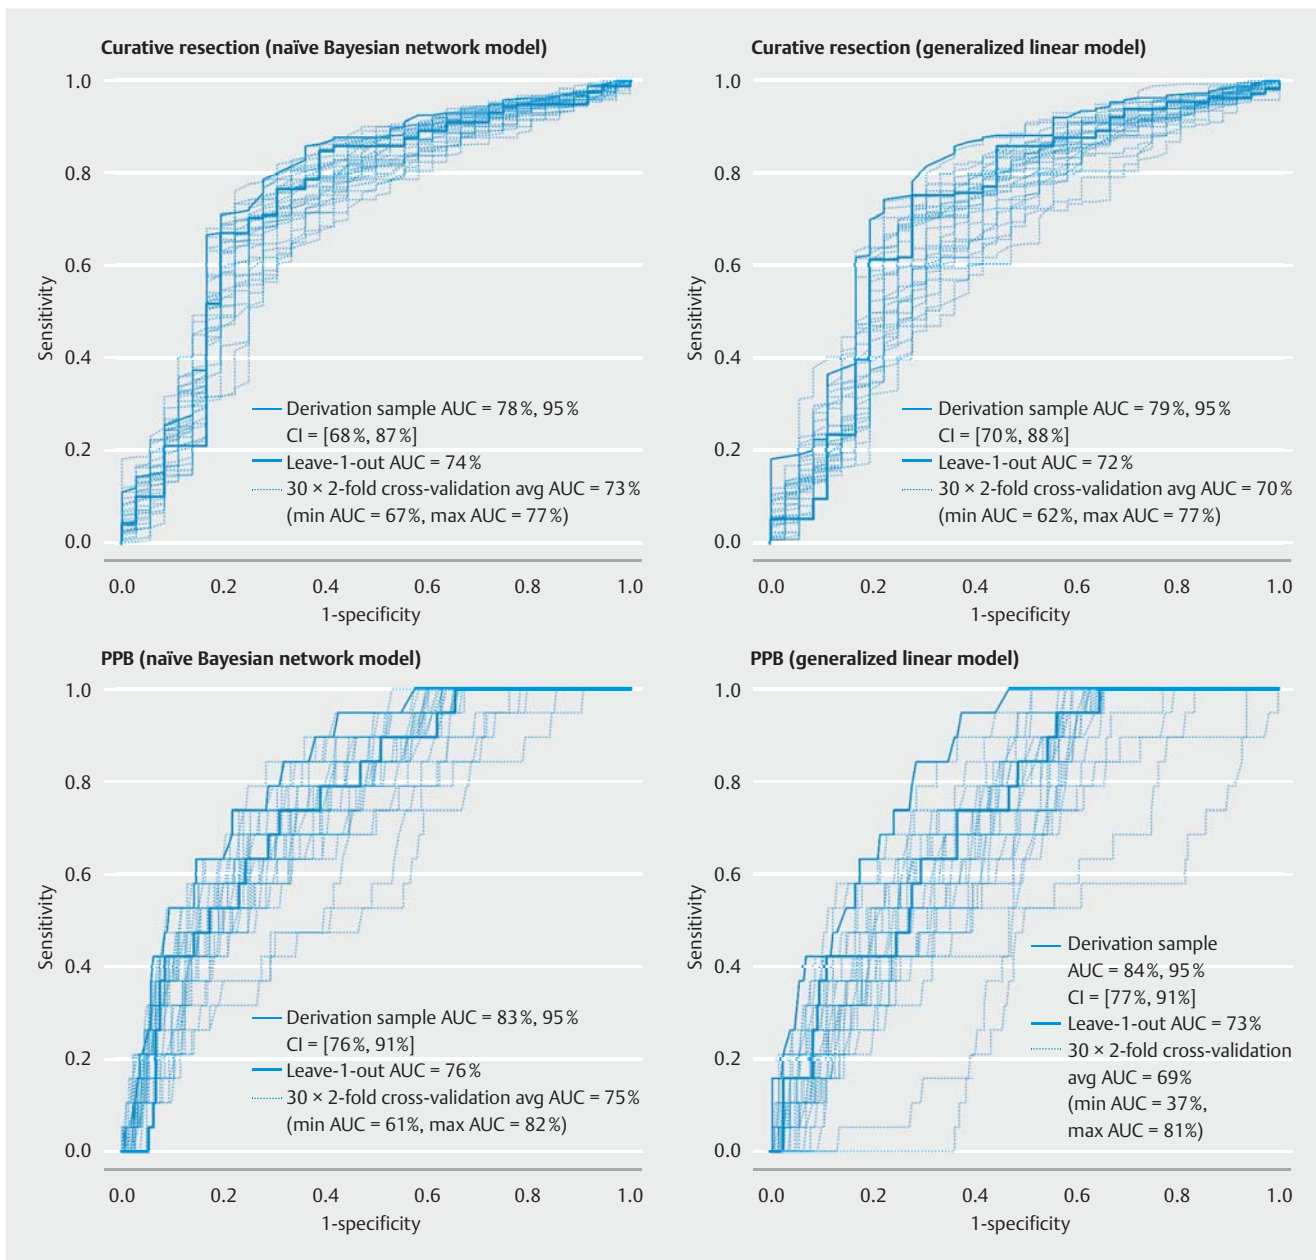 Curative resection (naïve Bayesian network model)
1.0
0.8
0.6
0.4
0.2
0.0
Sensitivity
Derivation sample AUC = 78%, 95%
CI = [68%, 87%]
Leave-1-out AUC = 74%
30 × 2-fold cross-validation avg AUC = 73%
(min AUC = 67%, max AUC = 77%)
0.0 0.2 0.4 0.6 0.8 1.0
1-specificity
Curative resection (generalized linear model)
1.0
0.8
0.6
0.4
0.2
0.0
Sensitivity
Derivation sample AUC = 79%, 95%
CI = [70%, 88%]
Leave-1-out AUC = 72%
30 × 2-fold cross-validation avg AUC = 70%
(min AUC = 62%, max AUC = 77%)
0.0 0.2 0.4 0.6 0.8 1.0
1-specificity
PPB (naïve Bayesian network model)
1.0
0.8
0.6
0.4
0.2
0.0
Sensitivity
Derivation sample AUC = 83%, 95%
CI = [76%, 91%]
Leave-1-out AUC = 76%
30 × 2-fold cross-validation avg AUC = 75%
(min AUC = 61%, max AUC = 82%)
0.0 0.2 0.4 0.6 0.8 1.0
1-specificity
PPB (generalized linear model)
1.0
0.8
0.6
0.4
0.2
0.0
Sensitivity
Derivation sample
AUC = 84%, 95%
CI = [77%, 91%]
Leave-1-out AUC = 73%
30 × 2-fold cross-validation
avg AUC = 69%
(min AUC = 37%,
max AUC = 81%)
0.0 0.2 0.4 0.6 0.8 1.0
1-specificity